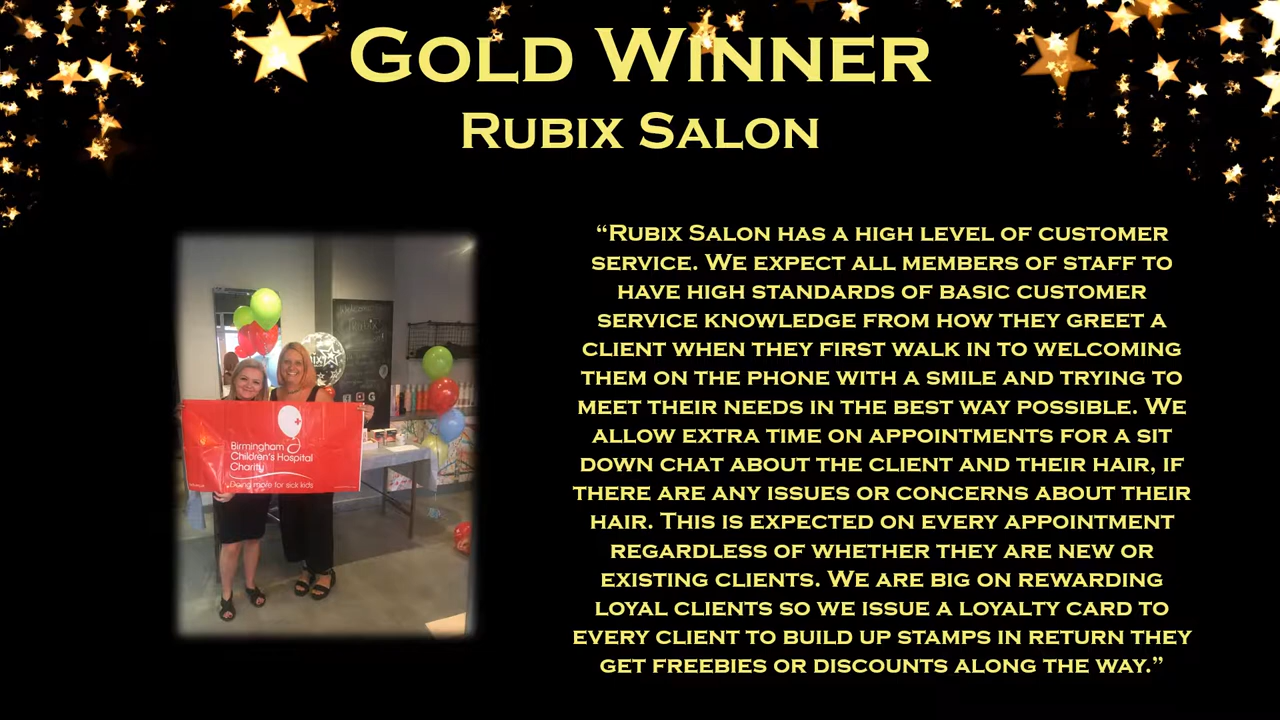 GOLD WINNER
RUBIX SALON
“RUBIX SALON HAS A HIGH LEVEL OF CUSTOMER
SERVICE. WE EXPECT ALL MEMBERS OF STAFF TO
HAVE HIGH STANDARDS OF BASIC CUSTOMER
SERVICE KNOWLEDGE FROM HOW THEY GREET A
CLIENT WHEN THEY FIRST WALK IN TO WELCOMING
THEM ON THE PHONE WITH A SMILE AND TRYING TO
MEET THEIR NEEDS IN THE BEST WAY POSSIBLE. WE
ALLOW EXTRA TIME ON APPOINTMENTS FOR A SIT
DOWN CHAT ABOUT THE CLIENT AND THEIR HAIR, IF
THERE ARE ANY ISSUES OR CONCERNS ABOUT THEIR
HAIR. THIS IS EXPECTED ON EVERY APPOINTMENT
REGARDLESS OF WHETHER THEY ARE NEW OR
EXISTING CLIENTS. WE ARE BIG ON REWARDING
LOYAL CLIENTS SO WE ISSUE A LOYALTY CARD TO
EVERY CLIENT TO BUILD UP STAMPS IN RETURN THEY
GET FREEBIES OR DISCOUNTS ALONG THE WAY.”
Birmingham
Children's Hospital
Charity
Doing more for sick kids